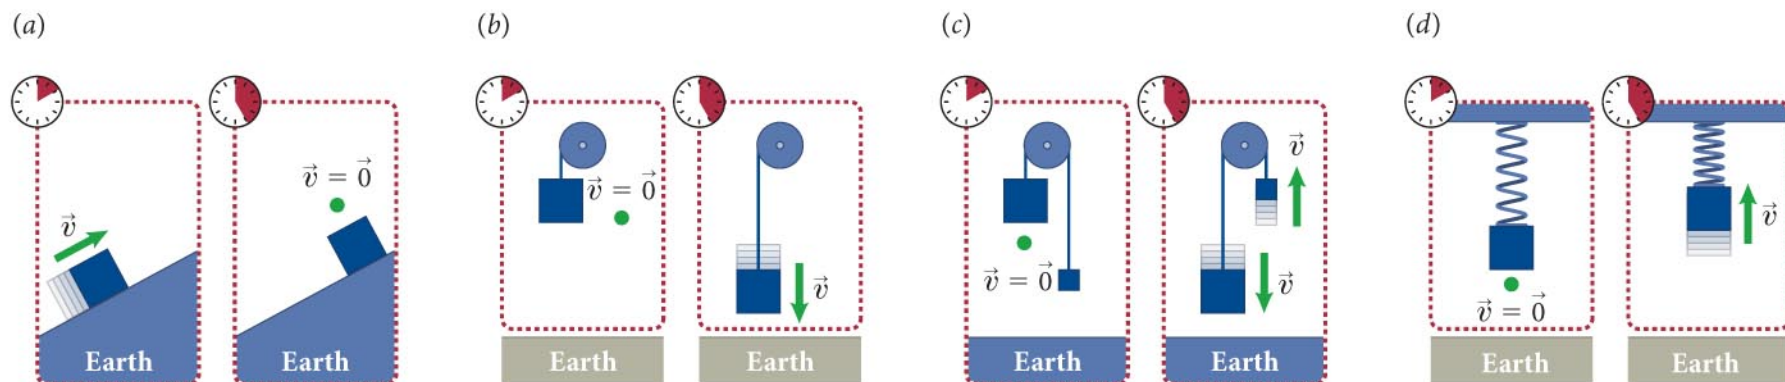 (a)
(b)
(c)
(d)
v⃗
v⃗ = 0⃗
Earth
Earth
v⃗ = 0⃗
v⃗
Earth
Earth
v⃗ = 0⃗
v⃗
v⃗
Earth
Earth
v⃗ = 0⃗
v⃗
Earth
Earth